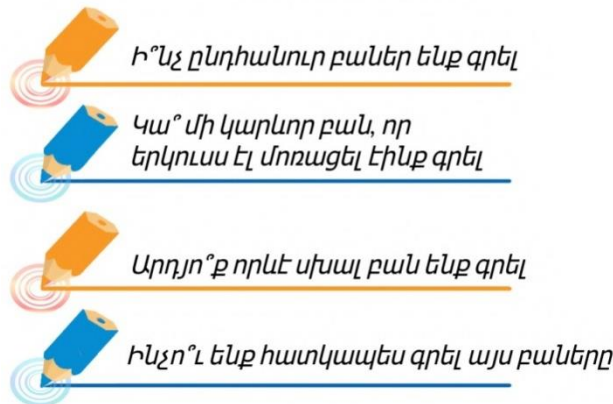 Ի՞նչ ընդհանուր բաներ ենք գրել
Կա՞ մի կարևոր բան, որ
երկուսս էլ մոռացել էինք գրել
Արդյո՞ք որևէ սխալ բան ենք գրել
Ինչո՞ւ ենք հատկապես գրել այս բաները